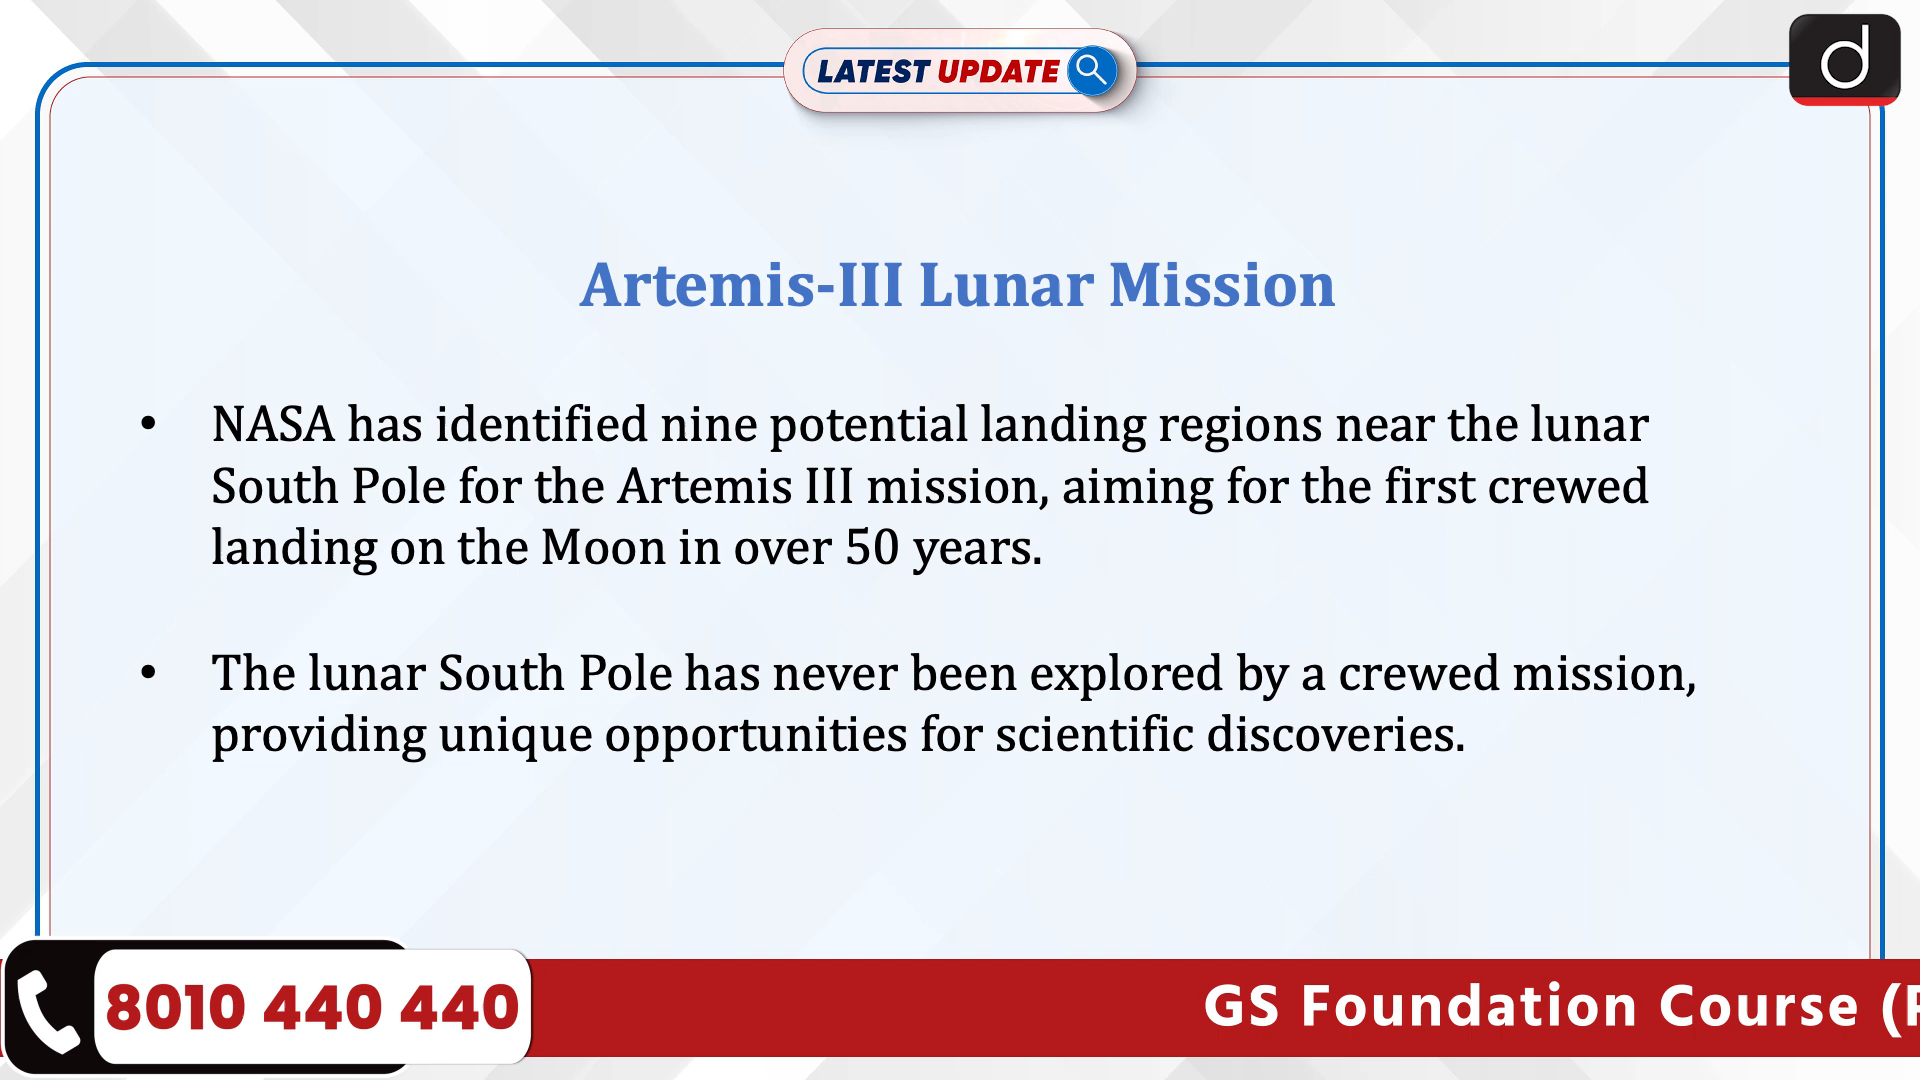 LATEST UPDATE
d
Artemis-III Lunar Mission
• NASA has identified nine potential landing regions near the lunar
South Pole for the Artemis III mission, aiming for the first crewed
landing on the Moon in over 50 years.
• The lunar South Pole has never been explored by a crewed mission,
providing unique opportunities for scientific discoveries.
8010 440 440
GS Foundation Course (P